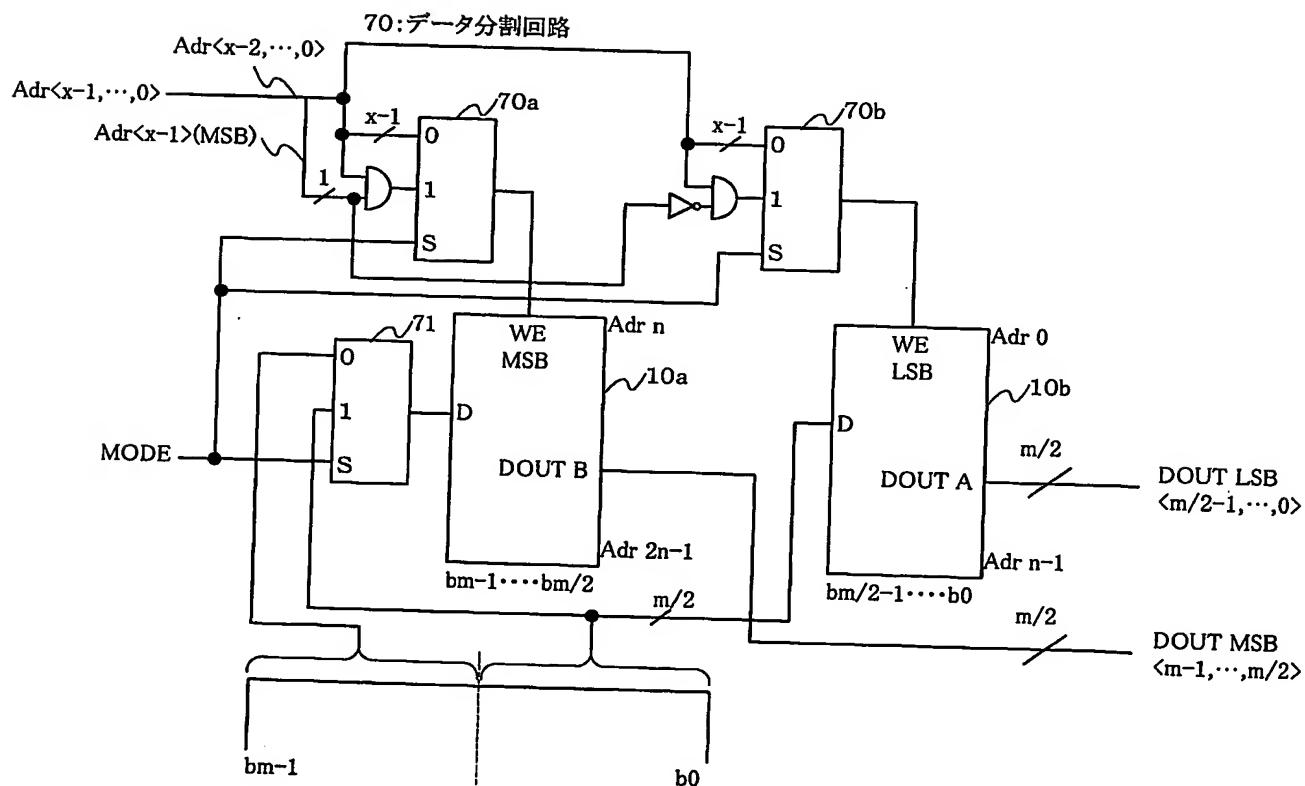 70:データ分割回路
Adr<x-2,…,0>
Adr<x-1,…,0>
Adr<x-1>(MSB)
1
x-1
70a
0
1
S
x-1
70b
0
1
S
71
0
1
S
MODE
WE
MSB
D
DOUT B
Adr n
10a
Adr 2n-1
bm-1····bm/2
WE
LSB
D
DOUT A
Adr 0
10b
Adr n-1
bm/2-1····b0
m/2
m/2
DOUT LSB
<m/2-1,…,0>
m/2
DOUT MSB
<m-1,…,m/2>
bm-1
b0